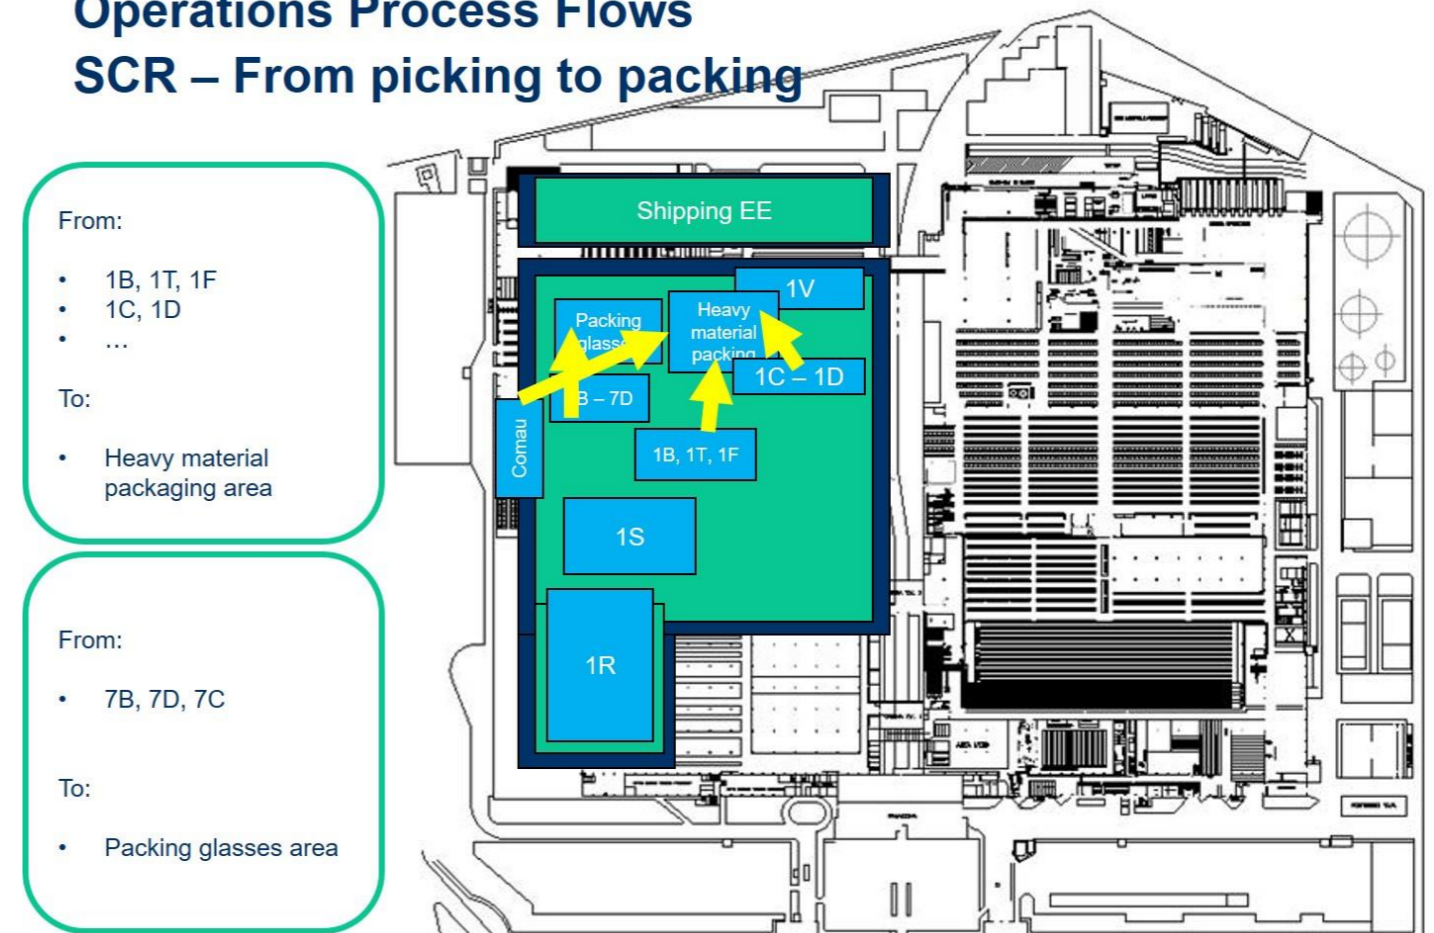 Operations Process Flows
SCR – From picking to packing
From:
• 1B, 1T, 1F
• 1C, 1D
• …
To:
• Heavy material
packaging area
From:
• 7B, 7D, 7C
To:
• Packing glasses area
Shipping EE
1V
Packing
Heavy
material
packing
1C – 1D
B – 7D
Comau
1B, 1T, 1F
1S
1R